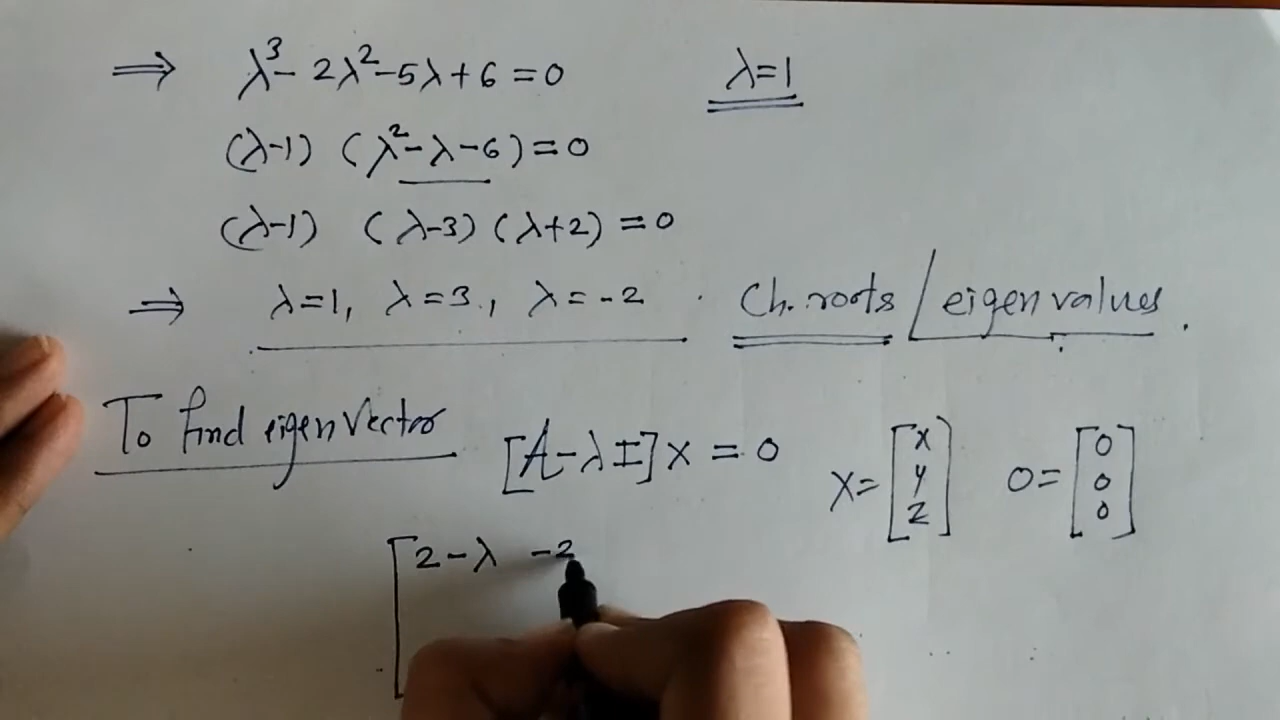 ⇒ λ³ - 2λ² - 5λ + 6 = 0 λ = 1
(λ-1) (λ² - λ - 6) = 0
(λ-1) (λ-3) (λ+2) = 0
⇒ λ = 1, λ = 3, λ = -2 . Ch. roots / eigen values .
To find eigen Vector [A - λI] X = 0 X = [x y z] 0 = [0 0 0]
[2 - λ -2